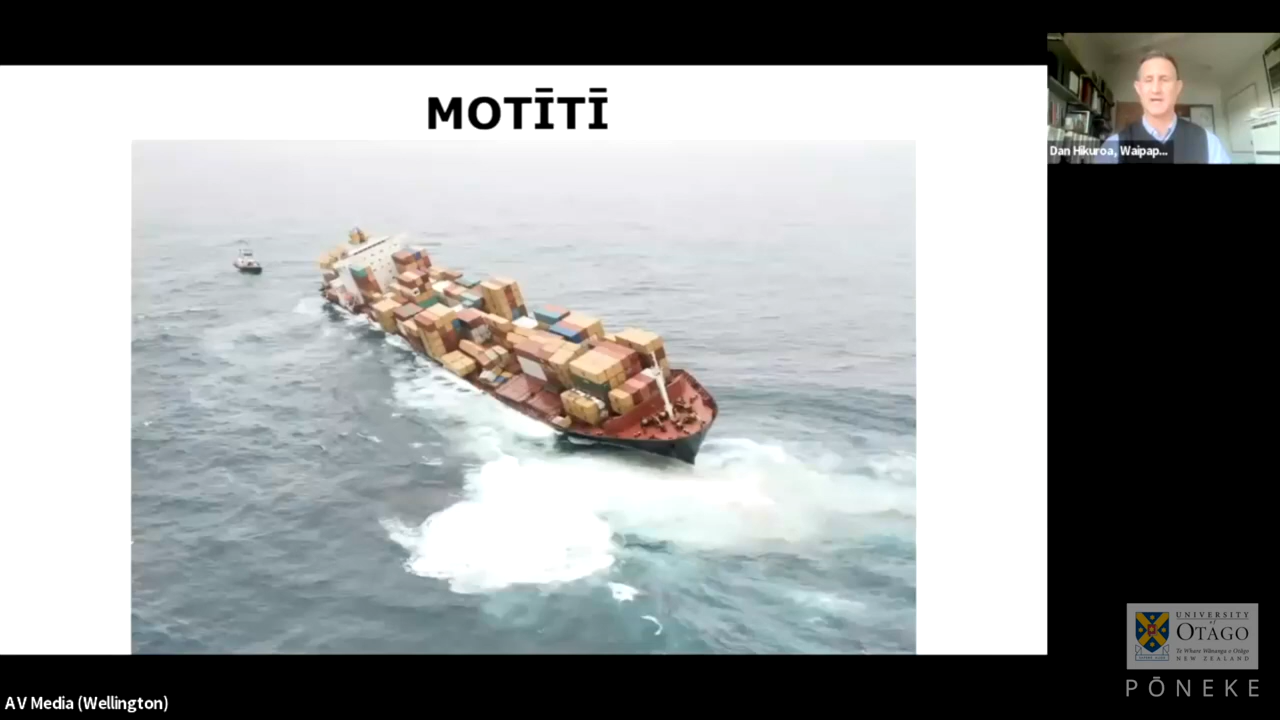 MOTĪTĪ
Dan Hikuroa, Waipap...
UNIVERSITY
of
OTAGO
Te Whare Wānanga o Otāgo
NEW ZEALAND
PŌNEKE
AV Media (Wellington)